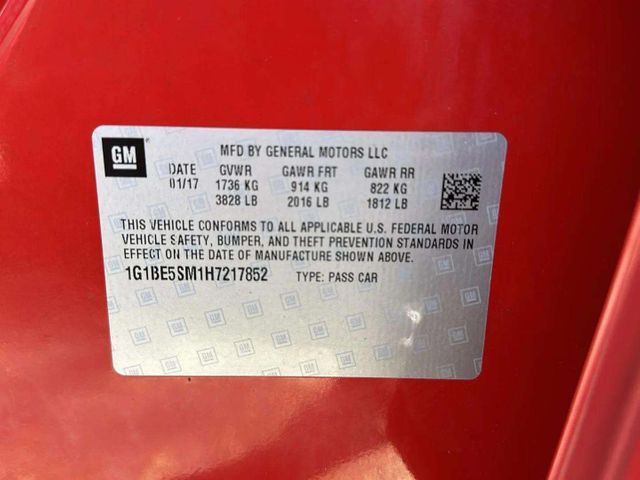 GM
MFD BY GENERAL MOTORS LLC
DATE GVWR GAWR FRT GAWR RR
01/17 1736 KG 914 KG 822 KG
3828 LB 2016 LB 1812 LB
THIS VEHICLE CONFORMS TO ALL APPLICABLE U.S. FEDERAL MOTOR
VEHICLE SAFETY, BUMPER, AND THEFT PREVENTION STANDARDS IN
EFFECT ON THE DATE OF MANUFACTURE SHOWN ABOVE.
1G1BE5SM1H7217852 TYPE: PASS CAR